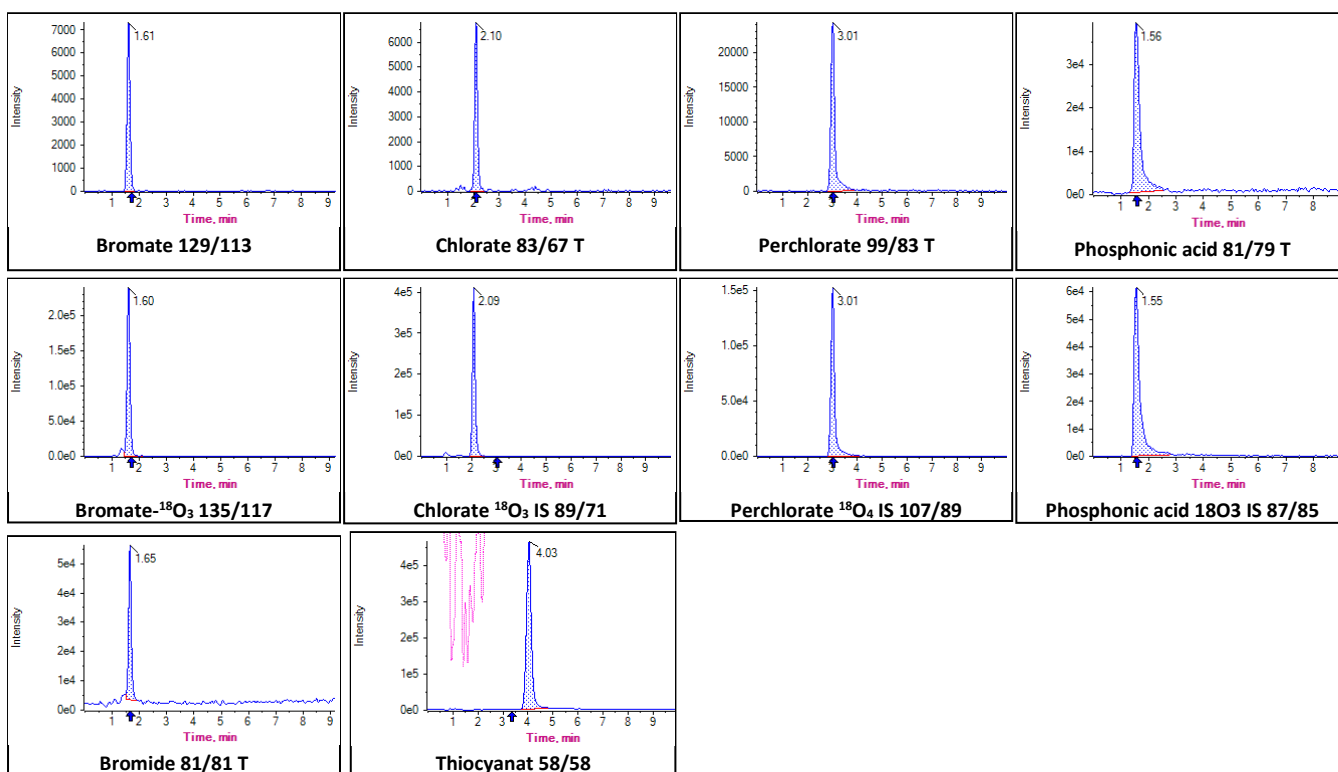 7000
6000
5000
4000
3000
2000
1000
0
Intensity
1.61
1 2 3 4 5 6 7 8 9
Time, min
Bromate 129/113
6000
5000
4000
3000
2000
1000
0
Intensity
2.10
1 2 3 4 5 6 7 8 9
Time, min
Chlorate 83/67 T
20000
15000
10000
5000
0
Intensity
3.01
1 2 3 4 5 6 7 8 9
Time, min
Perchlorate 99/83 T
3e4
2e4
1e4
0e0
Intensity
1.56
1 2 3 4 5 6 7 8
Time, min
Phosphonic acid 81/79 T
2.0e5
1.5e5
1.0e5
5.0e4
0.0e0
Intensity
1.60
1 2 3 4 5 6 7 8 9
Time, min
Bromate-¹⁸O₃ 135/117
4e5
3e5
2e5
1e5
0e0
Intensity
2.09
1 2 3 4 5 6 7 8 9
Time, min
Chlorate ¹⁸O₃ IS 89/71
1.5e5
1.0e5
5.0e4
0.0e0
Intensity
3.01
1 2 3 4 5 6 7 8 9
Time, min
Perchlorate ¹⁸O₄ IS 107/89
6e4
5e4
4e4
3e4
2e4
1e4
0e0
Intensity
1.55
1 2 3 4 5 6 7 8
Time, min
Phosphonic acid 18O3 IS 87/85
5e4
4e4
3e4
2e4
1e4
0e0
Intensity
1.65
1 2 3 4 5 6 7 8 9
Time, min
Bromide 81/81 T
4e5
3e5
2e5
1e5
0e0
Intensity
4.03
1 2 3 4 5 6 7 8 9
Time, min
Thiocyanat 58/58